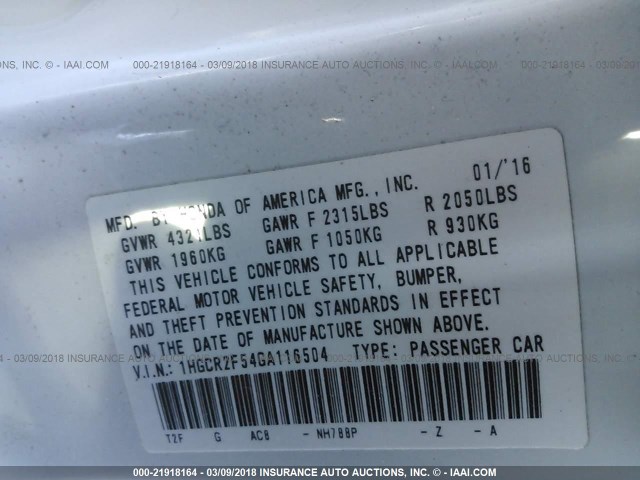 INC. - IAAI.COM 000-21918164 - 03/09/2018 INSURANCE AUTO AUCTIONS, INC. - IAAI.COM 000-21918164 - 03/09/2018
MFD. BY HONDA OF AMERICA MFG., INC. 01/'16
GVWR 4321LBS GAWR F 2315LBS R 2050LBS
GVWR 1960KG GAWR F 1050KG R 930KG
THIS VEHICLE CONFORMS TO ALL APPLICABLE
FEDERAL MOTOR VEHICLE SAFETY, BUMPER,
AND THEFT PREVENTION STANDARDS IN EFFECT
ON THE DATE OF MANUFACTURE SHOWN ABOVE.
V.I.N.: 1HGCR2F54GA116504 TYPE: PASSENGER CAR
T2F G ACB - NH788P - Z - A
000-21918164 - 03/09/2018 INSURANCE AUTO AUCTIONS, INC. - IAAI.COM